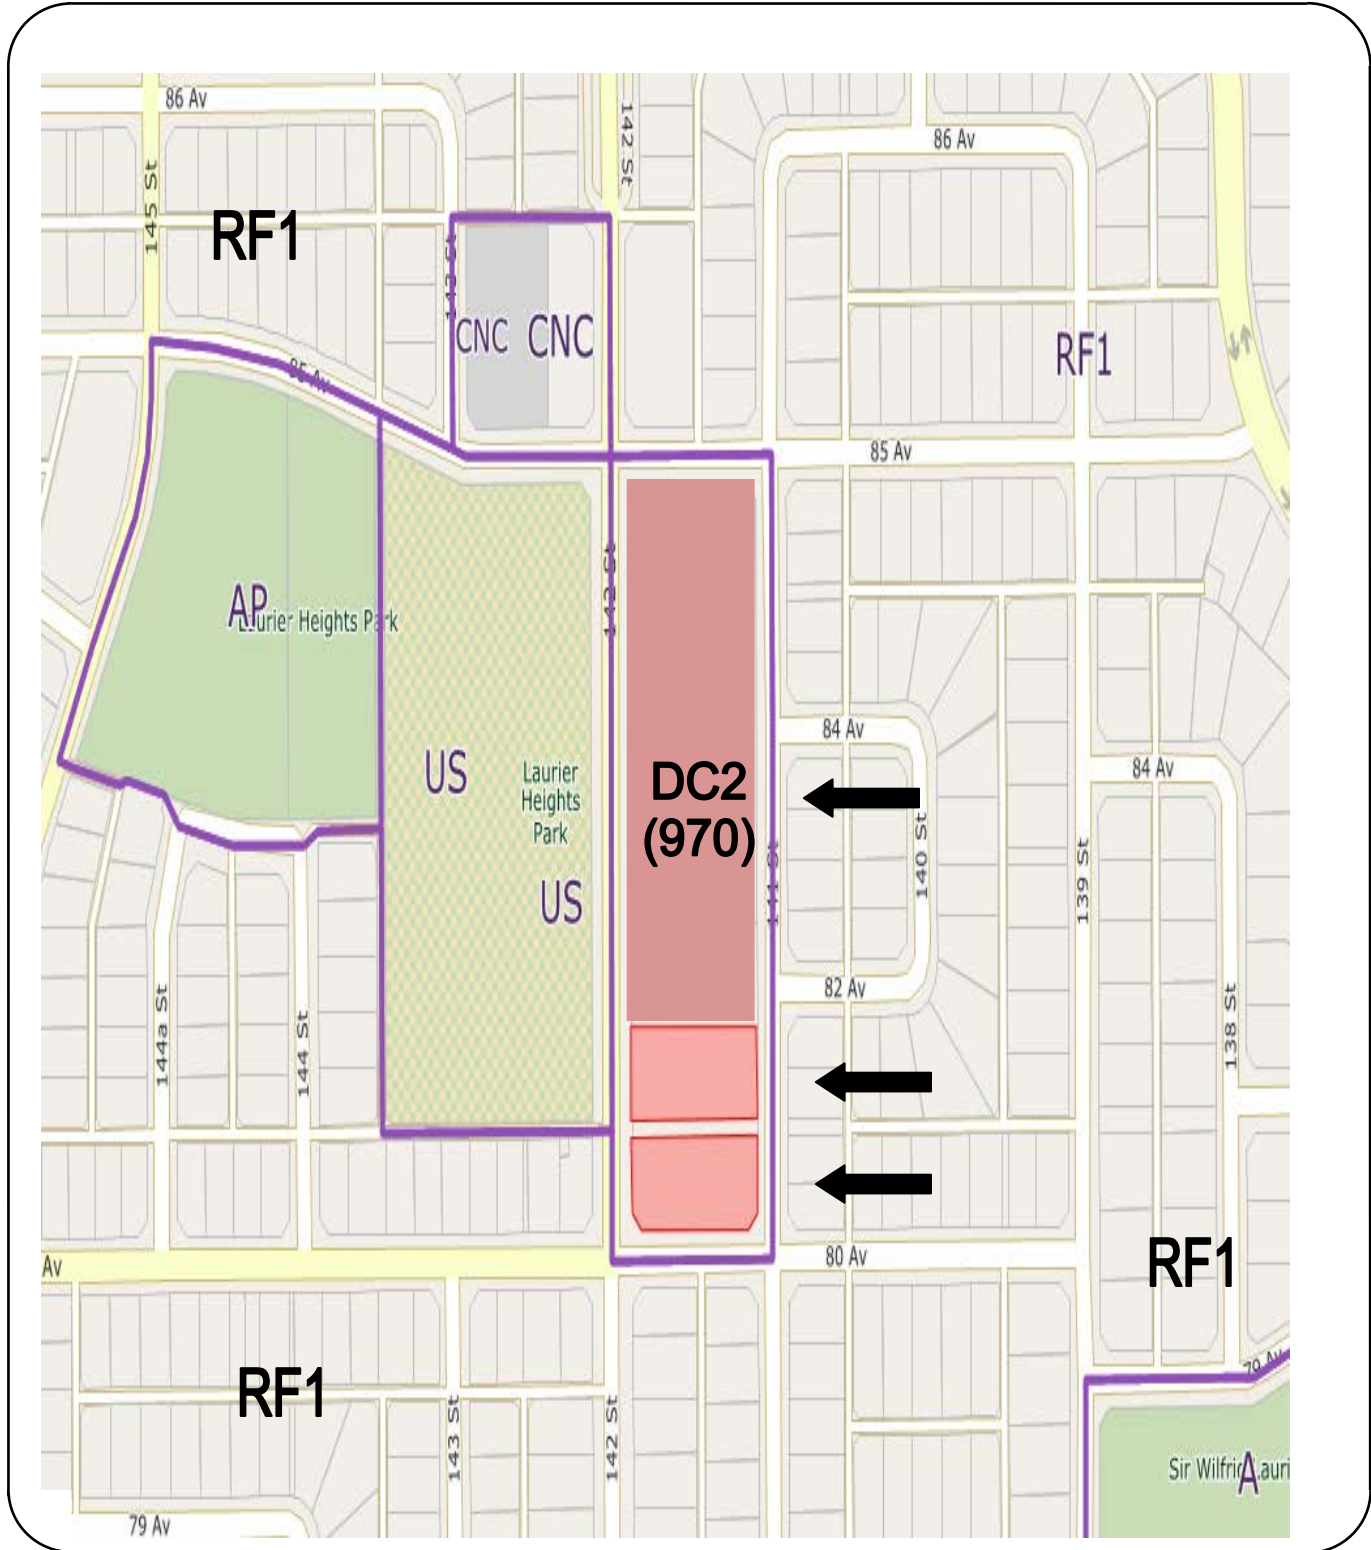 86 Av
142 St
86 Av
145 St
RF1
143 St
CNC
CNC
RF1
85 Av
85 Av
142 St
AP
Laurier Heights Park
US
Laurier
Heights
Park
US
DC2
(970)
84 Av
84 Av
141 St
140 St
139 St
82 Av
144a St
144 St
138 St
Av
80 Av
RF1
RF1
79 Av
143 St
142 St
Sir Wilfrid Lauri
A
79 Av